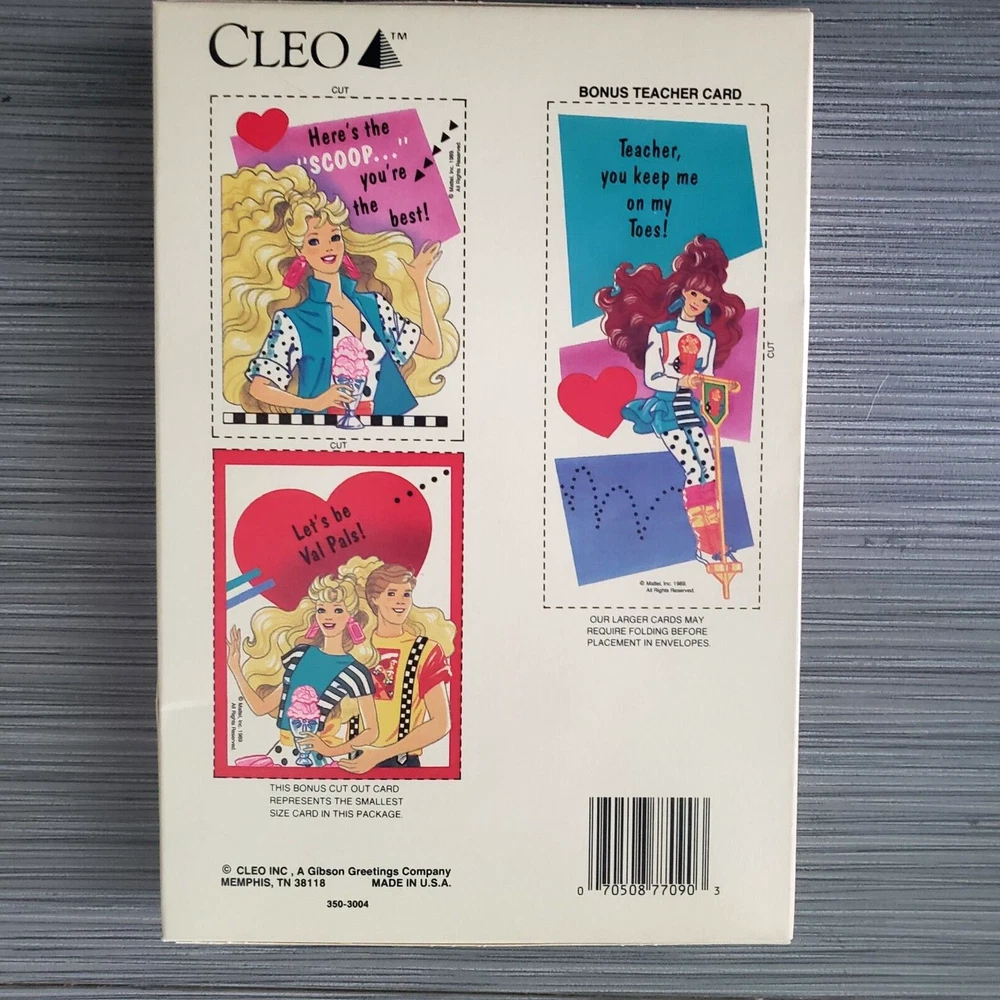 CLEO ™
CUT
Here's the
"SCOOP..."
you're
the
best!
© Mattel, Inc. 1989.
All Rights Reserved.
CUT
Let's be
Val Pals!
© Mattel, Inc. 1989
All Rights Reserved.
THIS BONUS CUT OUT CARD
REPRESENTS THE SMALLEST
SIZE CARD IN THIS PACKAGE.
© CLEO INC , A Gibson Greetings Company
MEMPHIS, TN 38118 MADE IN U.S.A.
350-3004
BONUS TEACHER CARD
Teacher,
you keep me
on my
Toes!
CUT
© Mattel, Inc. 1989.
All Rights Reserved.
OUR LARGER CARDS MAY
REQUIRE FOLDING BEFORE
PLACEMENT IN ENVELOPES.
0 70508 77090 3